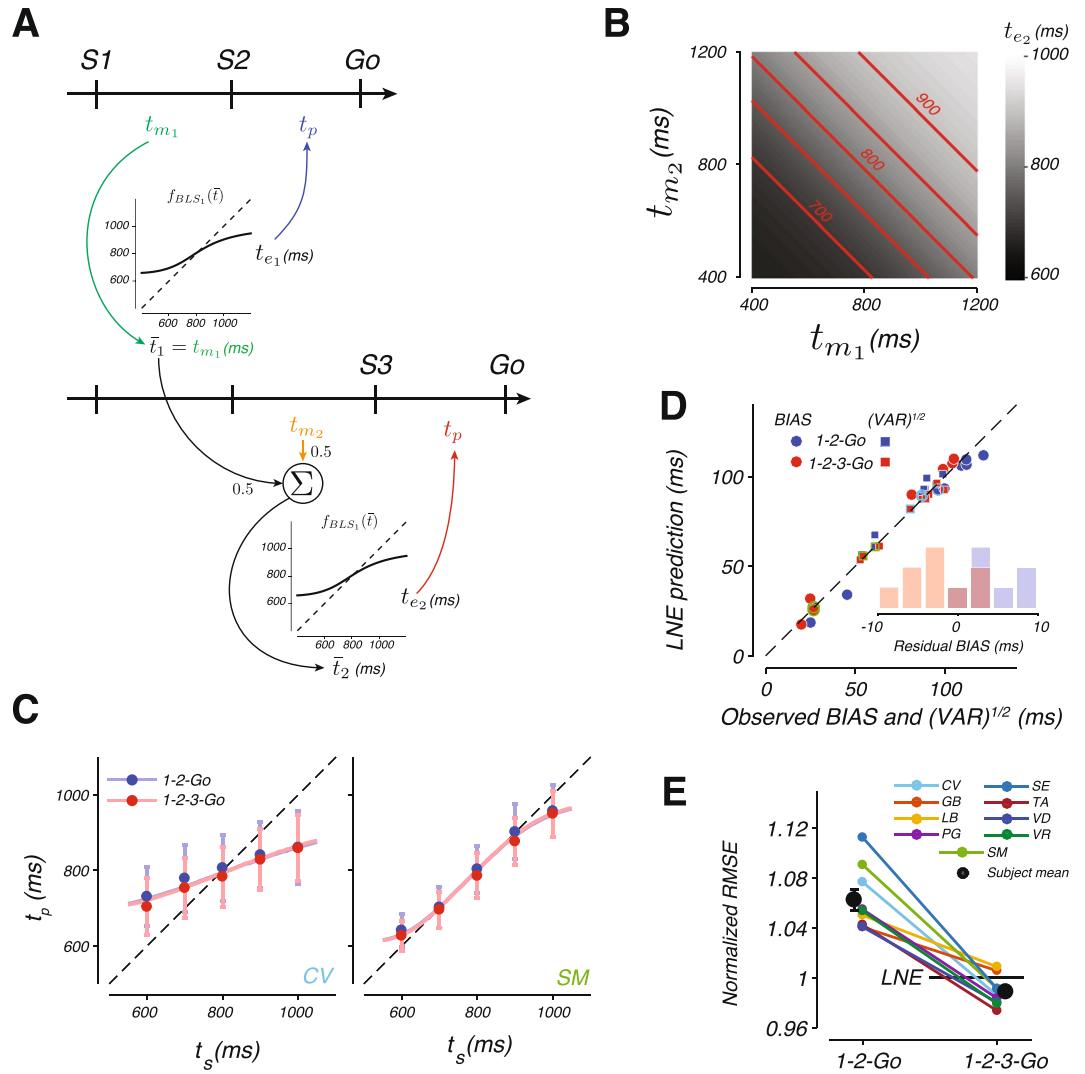 A
S1 S2 Go
t_{m_1} t_p
f_{BLS_1}(t̄)
1000
600
600 800 1000
t_{e_1} (ms)
t̄_1 = t_{m_1} (ms)
S3 Go
t_{m_2} t_p
0.5
0.5
Σ
f_{BLS_1}(t̄)
1000
600
600 800 1000
t_{e_2} (ms)
t̄_2 (ms)
B
t_{e_2} (ms)
1000
800
600
1200
800
400
t_{m_2} (ms)
900
800
700
400 800 1200
t_{m_1} (ms)
C
1-2-Go
1-2-3-Go
1000
800
600
t_p (ms)
CV
SM
600 800 1000
600 800 1000
t_s (ms)
t_s (ms)
D
BIAS (VAR)^{1/2}
1-2-Go
1-2-3-Go
100
50
0
LNE prediction (ms)
-10 0 10
Residual BIAS (ms)
0 50 100
Observed BIAS and (VAR)^{1/2} (ms)
E
CV SE
GB TA
LB VD
PG VR
SM
Subject mean
1.12
1.08
1.04
1
0.96
Normalized RMSE
LNE
1-2-Go 1-2-3-Go